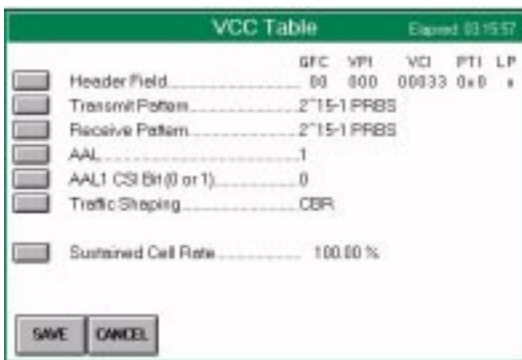 VCC Table Elapsed 03:15:57
GFC VPI VCI PTI LP
Header Field 00 000 00033 0x0 x
Transmit Pattern 2^15-1 PRBS
Receive Pattern 2^15-1 PRBS
AAL 1
AAL1 CSI Bit (0 or 1) 0
Traffic Shaping CBR
Sustained Cell Rate 100.00 %
SAVE CANCEL